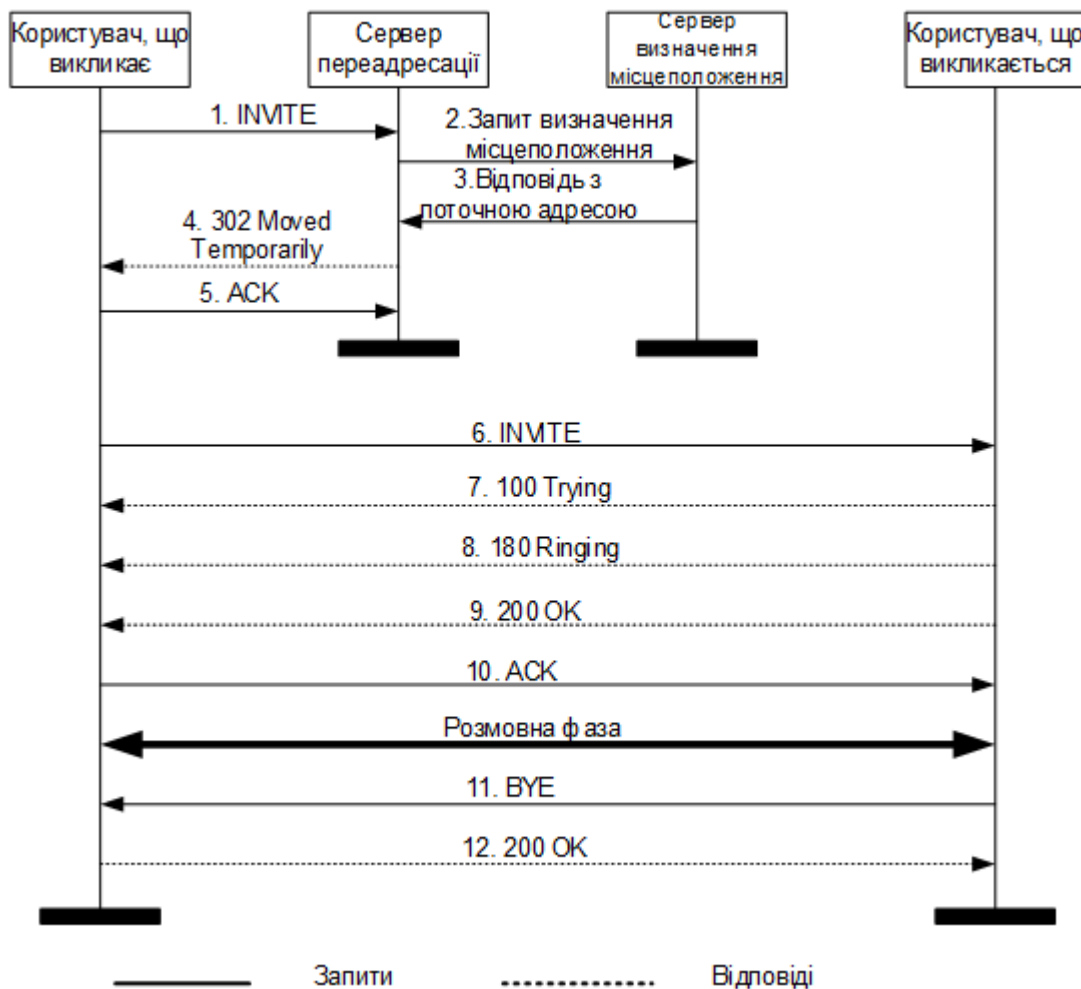 Користувач, що
викликає
Сервер
переадресації
Сервер
визначення
місцеположення
Користувач, що
викликається
1. INVITE
2.Запит визначення
місцеположення
3.Відповідь з
поточною адресою
4. 302 Moved
Temporarily
5. ACK
6. INVITE
7. 100 Trying
8. 180 Ringing
9. 200 OK
10. ACK
Розмовна фаза
11. BYE
12. 200 OK
Запити
Відповіді